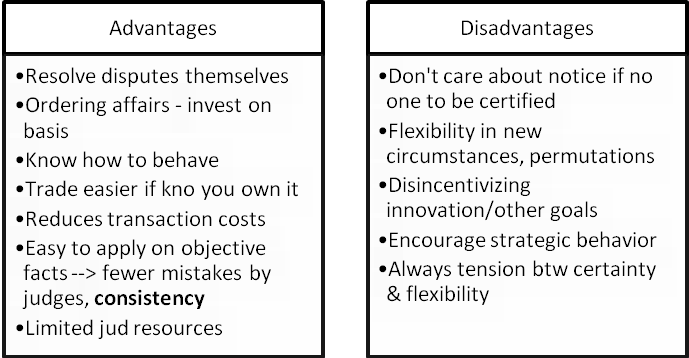 Advantages
•Resolve disputes themselves
•Ordering affairs - invest on
basis
•Know how to behave
•Trade easier if kno you own it
•Reduces transaction costs
•Easy to apply on objective
facts --> fewer mistakes by
judges, consistency
•Limited jud resources
Disadvantages
•Don't care about notice if no
one to be certified
•Flexibility in new
circumstances, permutations
•Disincentivizing
innovation/other goals
•Encourage strategic behavior
•Always tension btw certainty
& flexibility